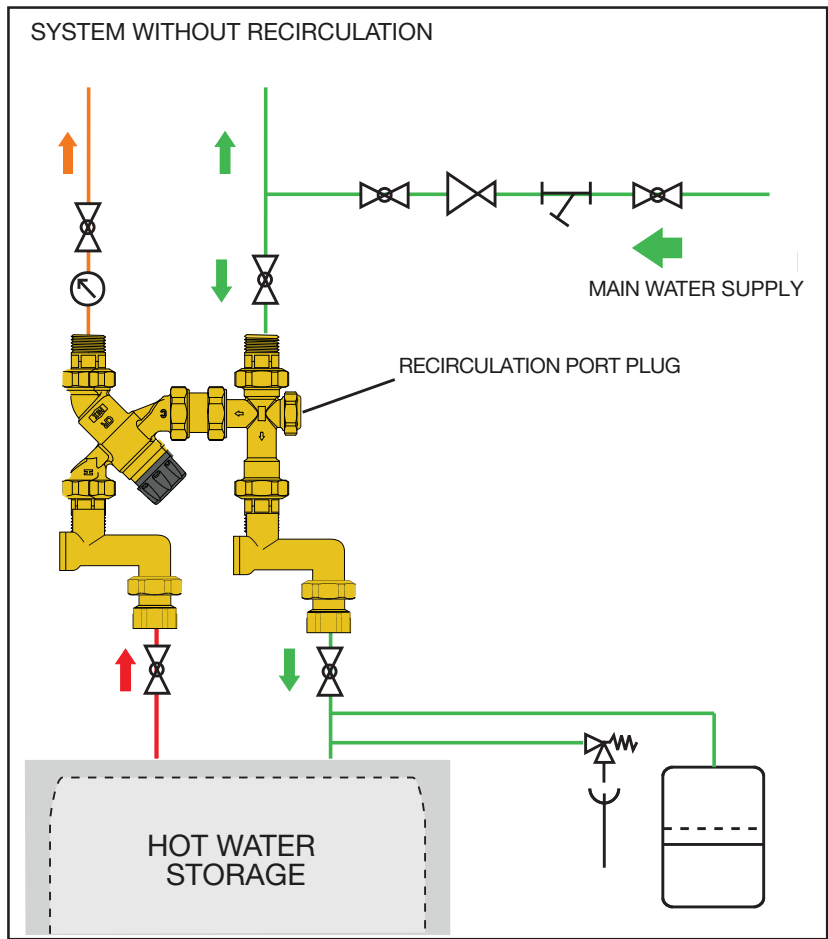 SYSTEM WITHOUT RECIRCULATION
MAIN WATER SUPPLY
RECIRCULATION PORT PLUG
C
H
HOT WATER
STORAGE